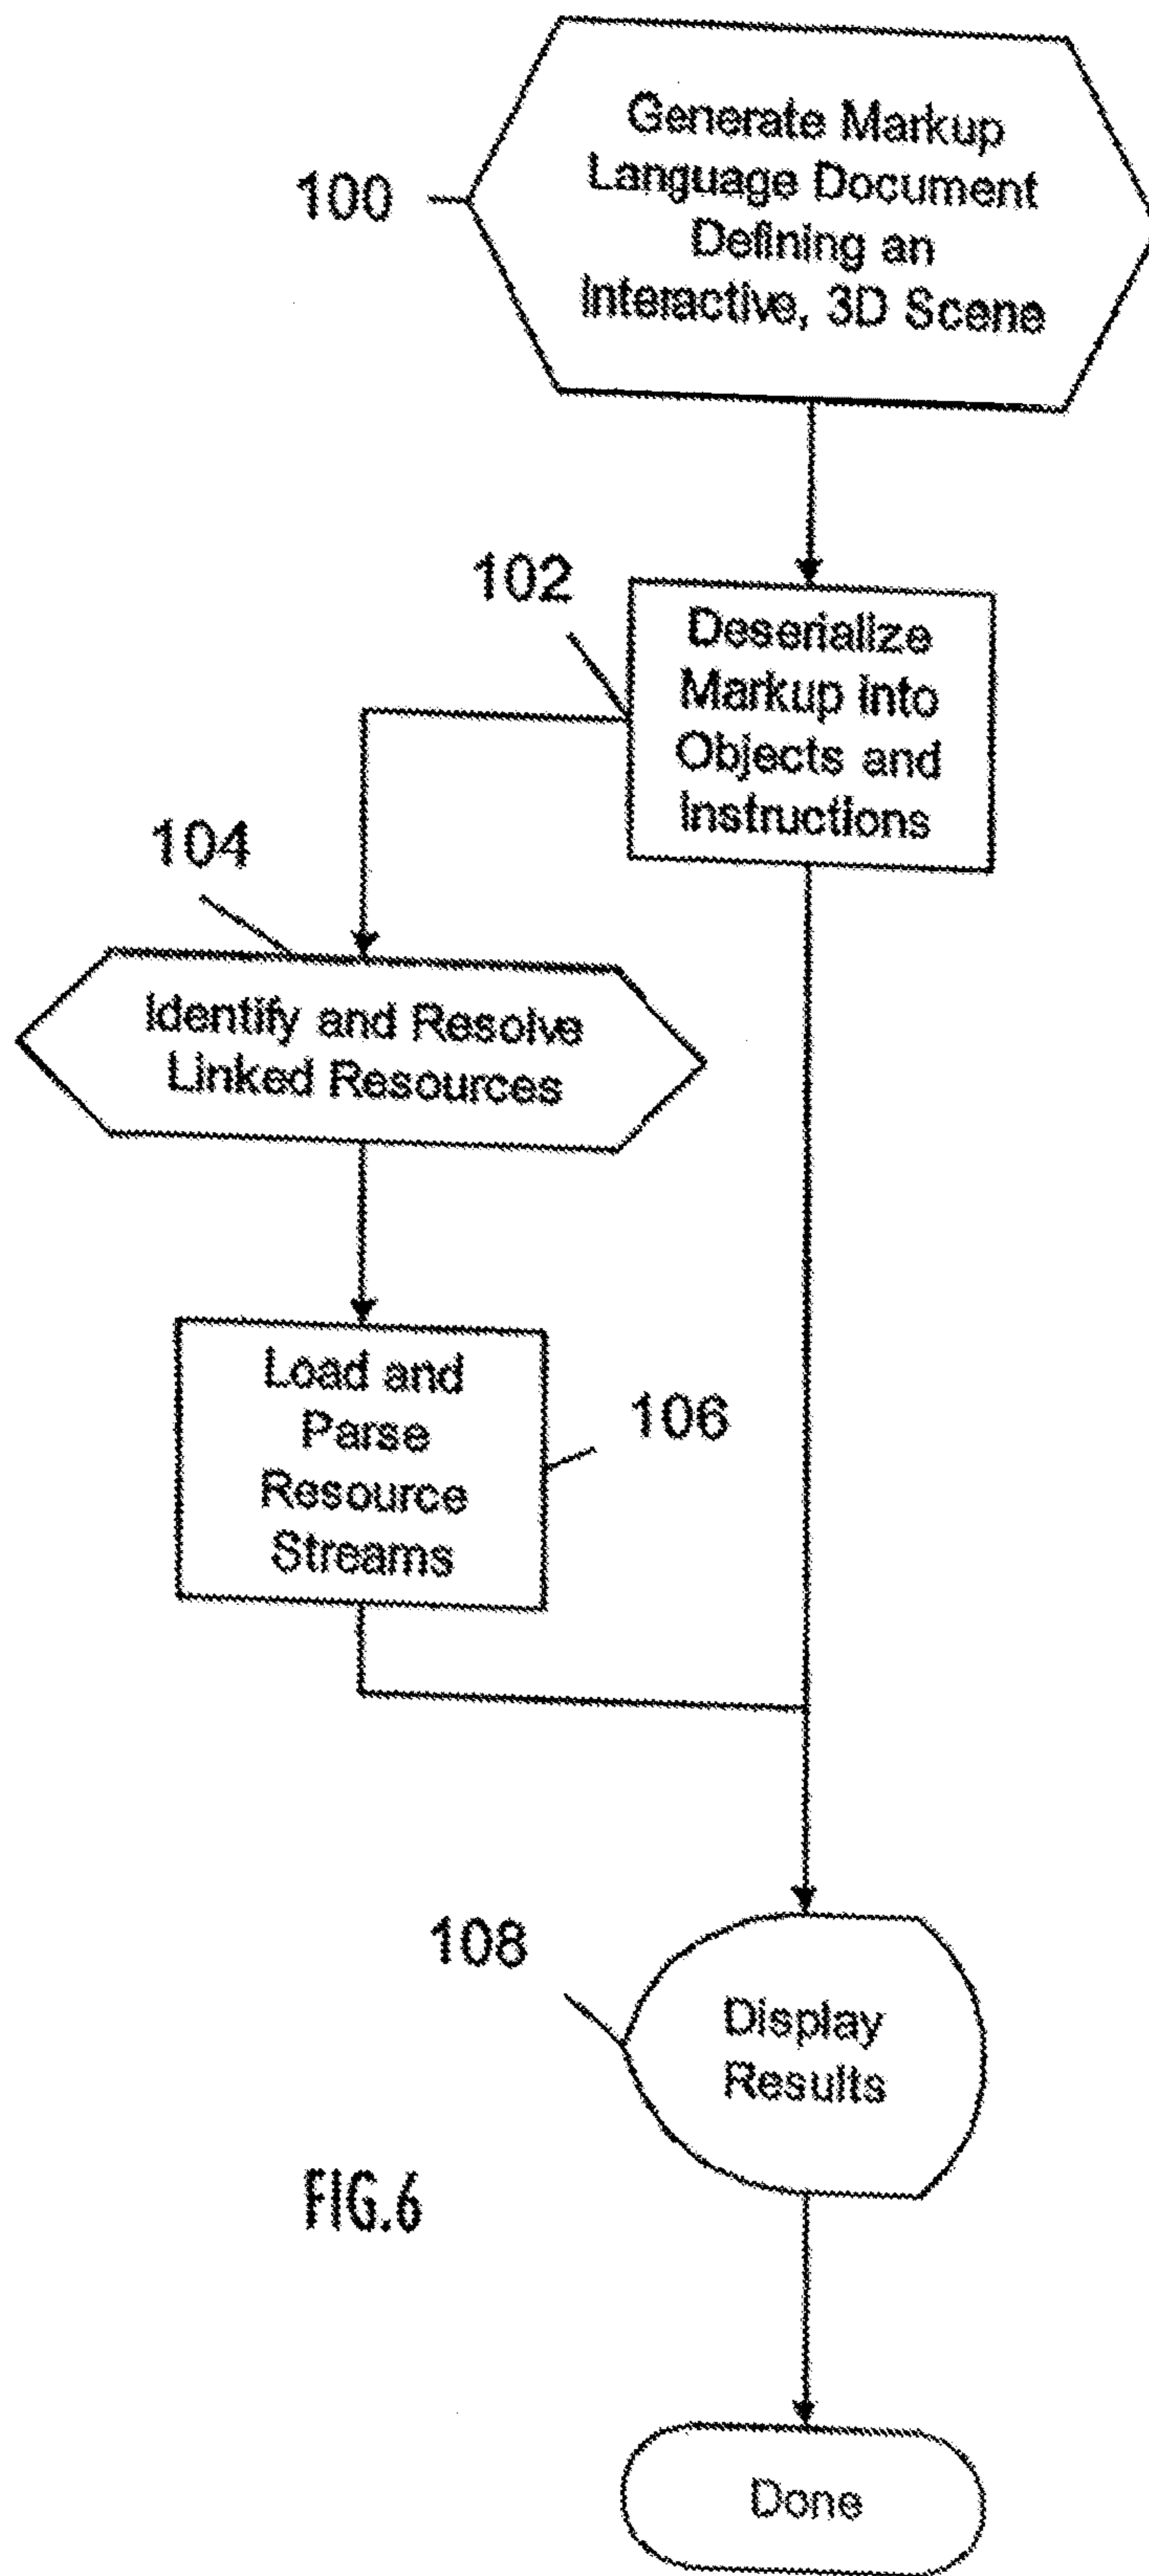 Generate Markup
Language Document
Defining an
Interactive, 3D Scene
100
102
Deserialize
Markup into
Objects and
Instructions
104
Identify and Resolve
Linked Resources
Load and
Parse
Resource
Streams
106
108
Display
Results
FIG.6
Done